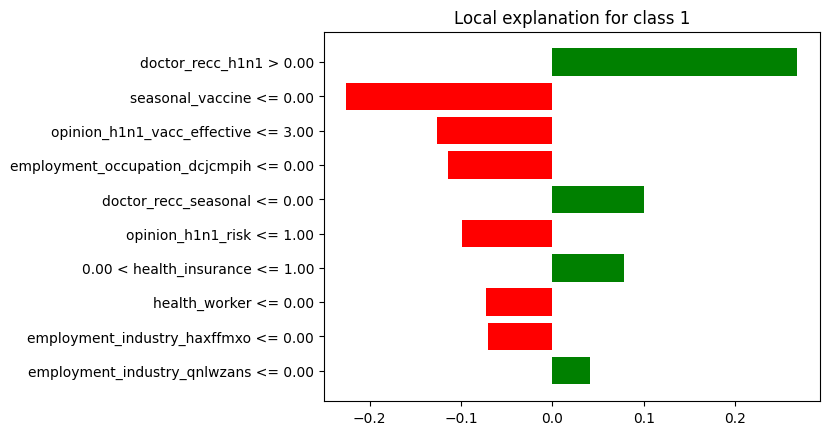 Local explanation for class 1
doctor_recc_h1n1 > 0.00
seasonal_vaccine <= 0.00
opinion_h1n1_vacc_effective <= 3.00
employment_occupation_dcjcmpih <= 0.00
doctor_recc_seasonal <= 0.00
opinion_h1n1_risk <= 1.00
0.00 < health_insurance <= 1.00
health_worker <= 0.00
employment_industry_haxffmxo <= 0.00
employment_industry_qnlwzans <= 0.00
−0.2 −0.1 0.0 0.1 0.2